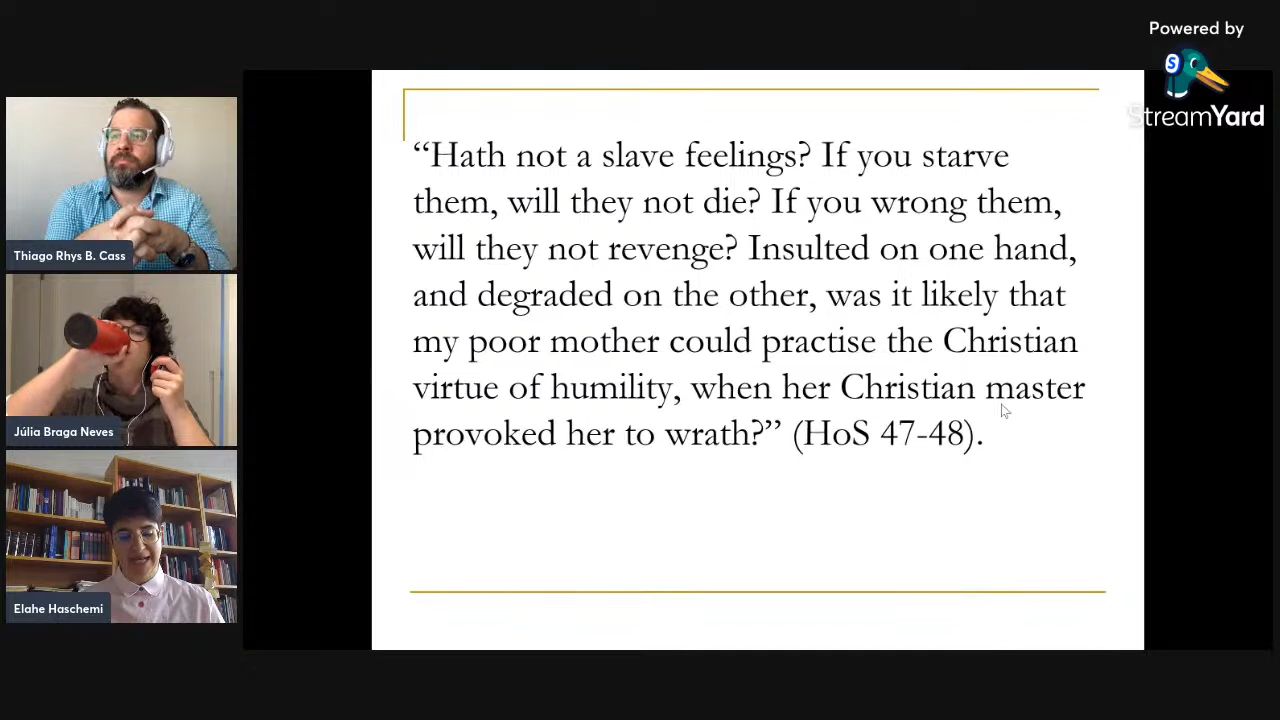 Powered by
StreamYard
Thiago Rhys B. Cass
Júlia Braga Neves
Elahe Haschemi
“Hath not a slave feelings? If you starve
them, will they not die? If you wrong them,
will they not revenge? Insulted on one hand,
and degraded on the other, was it likely that
my poor mother could practise the Christian
virtue of humility, when her Christian master
provoked her to wrath?” (HoS 47-48).